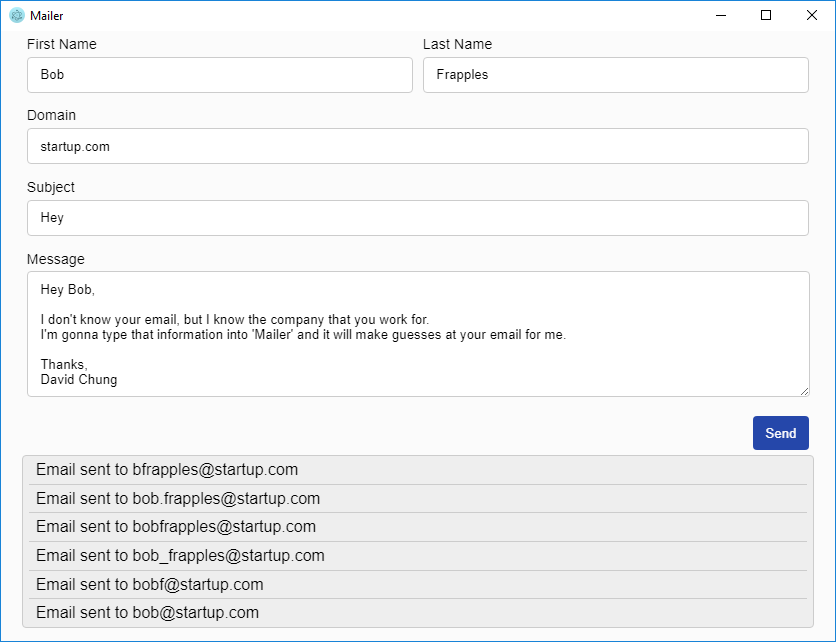 Mailer
First Name
Last Name
Bob
Frapples
Domain
startup.com
Subject
Hey
Message
Hey Bob,
I don't know your email, but I know the company that you work for.
I'm gonna type that information into 'Mailer' and it will make guesses at your email for me.
Thanks,
David Chung
Send
Email sent to bfrapples@startup.com
Email sent to bob.frapples@startup.com
Email sent to bobfrapples@startup.com
Email sent to bob_frapples@startup.com
Email sent to bobf@startup.com
Email sent to bob@startup.com